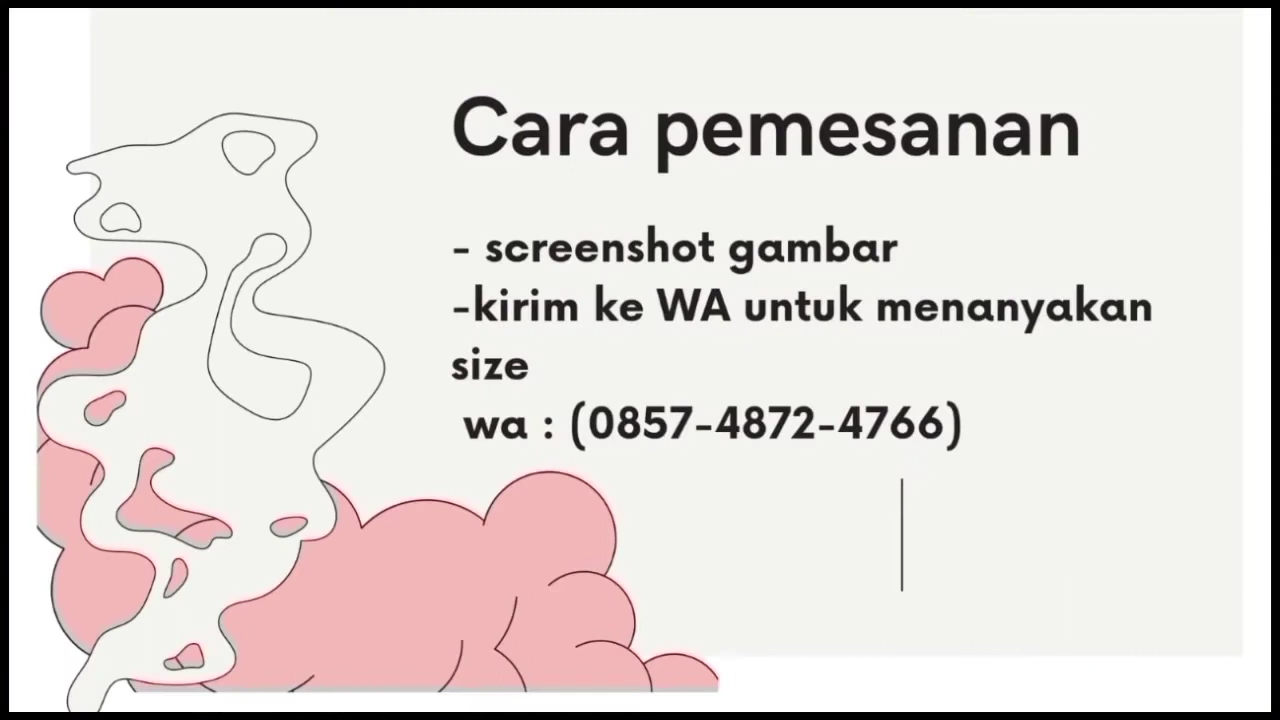 Cara pemesanan
- screenshot gambar
-kirim ke WA untuk menanyakan
size
wa : (0857-4872-4766)